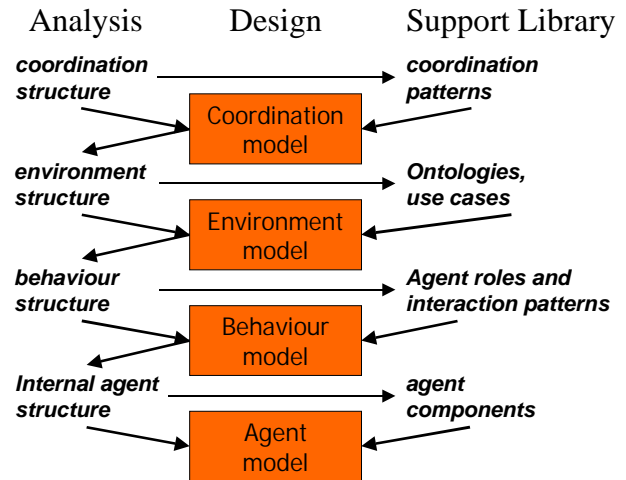 Analysis Design Support Library
coordination
structure
coordination
patterns
Coordination
model
environment
structure
Ontologies,
use cases
Environment
model
behaviour
structure
Agent roles and
interaction patterns
Behaviour
model
Internal agent
structure
agent
components
Agent
model